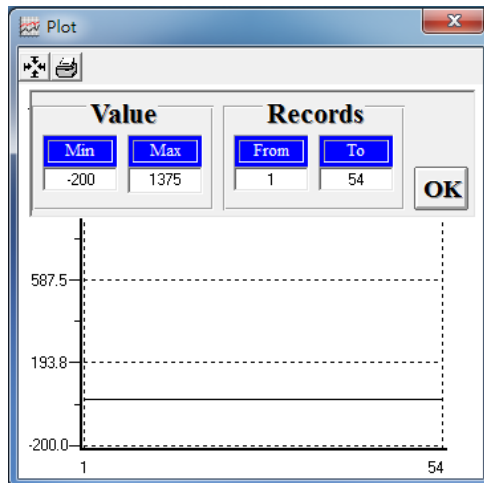 Plot
x
Value Records
Min Max From To
-200 1375 1 54
OK
587.5
193.8
-200.0
1 54